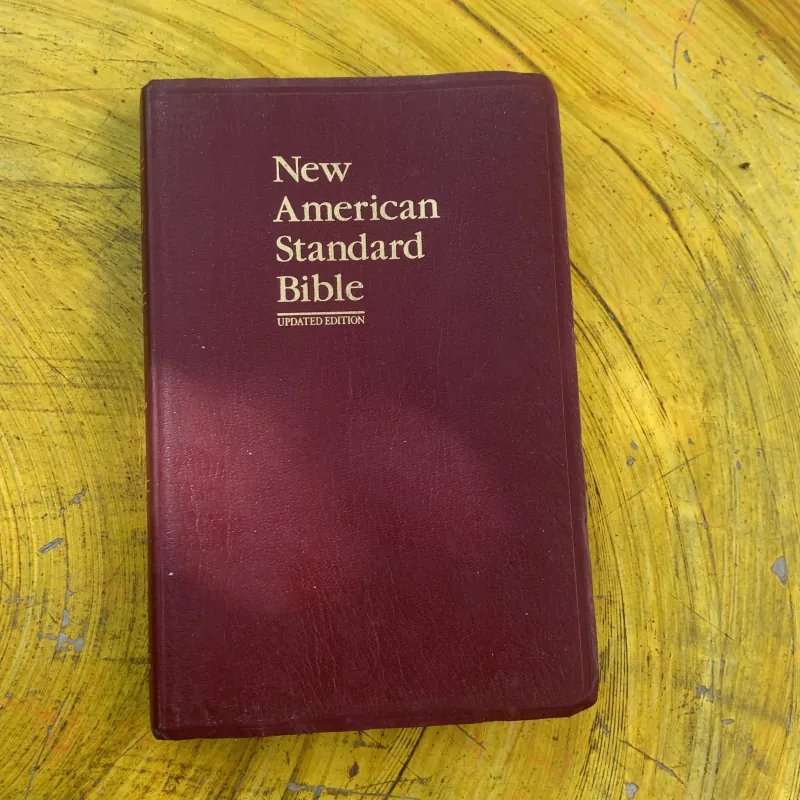 New
American
Standard
Bible
UPDATED EDITION